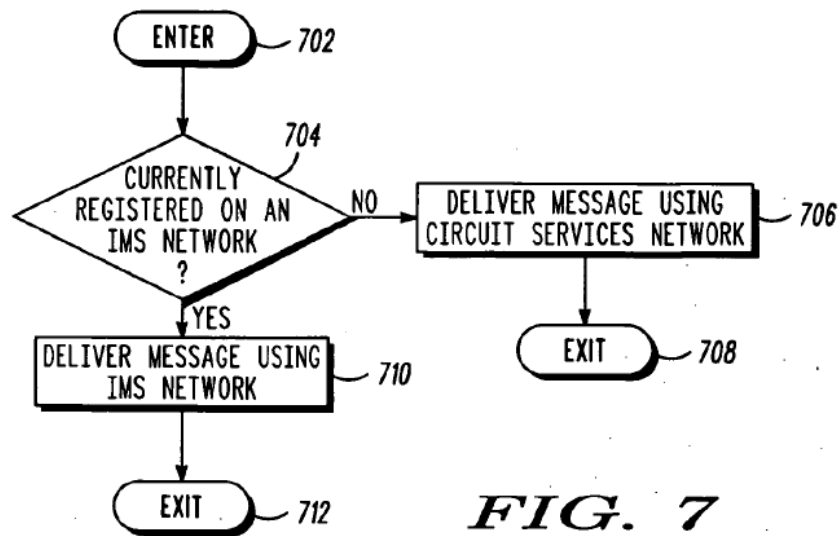 ENTER
702
704
CURRENTLY
REGISTERED ON AN
IMS NETWORK
?
NO
DELIVER MESSAGE USING
CIRCUIT SERVICES NETWORK
706
YES
EXIT
708
DELIVER MESSAGE USING
IMS NETWORK
710
EXIT
712
FIG. 7